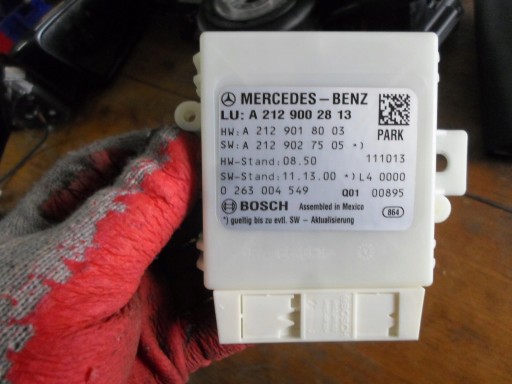 MERCEDES-BENZ
LU: A 212 900 28 13
HW: A 212 901 80 03 PARK
SW: A 212 902 75 05 *)
HW-Stand: 08.50 111013
SW-Stand: 11.13.00 *) L4 0000
0 263 004 549 Q01 00895
BOSCH Assembled in Mexico
*) gueltig bis zu evtl. SW - Aktualisierung 864